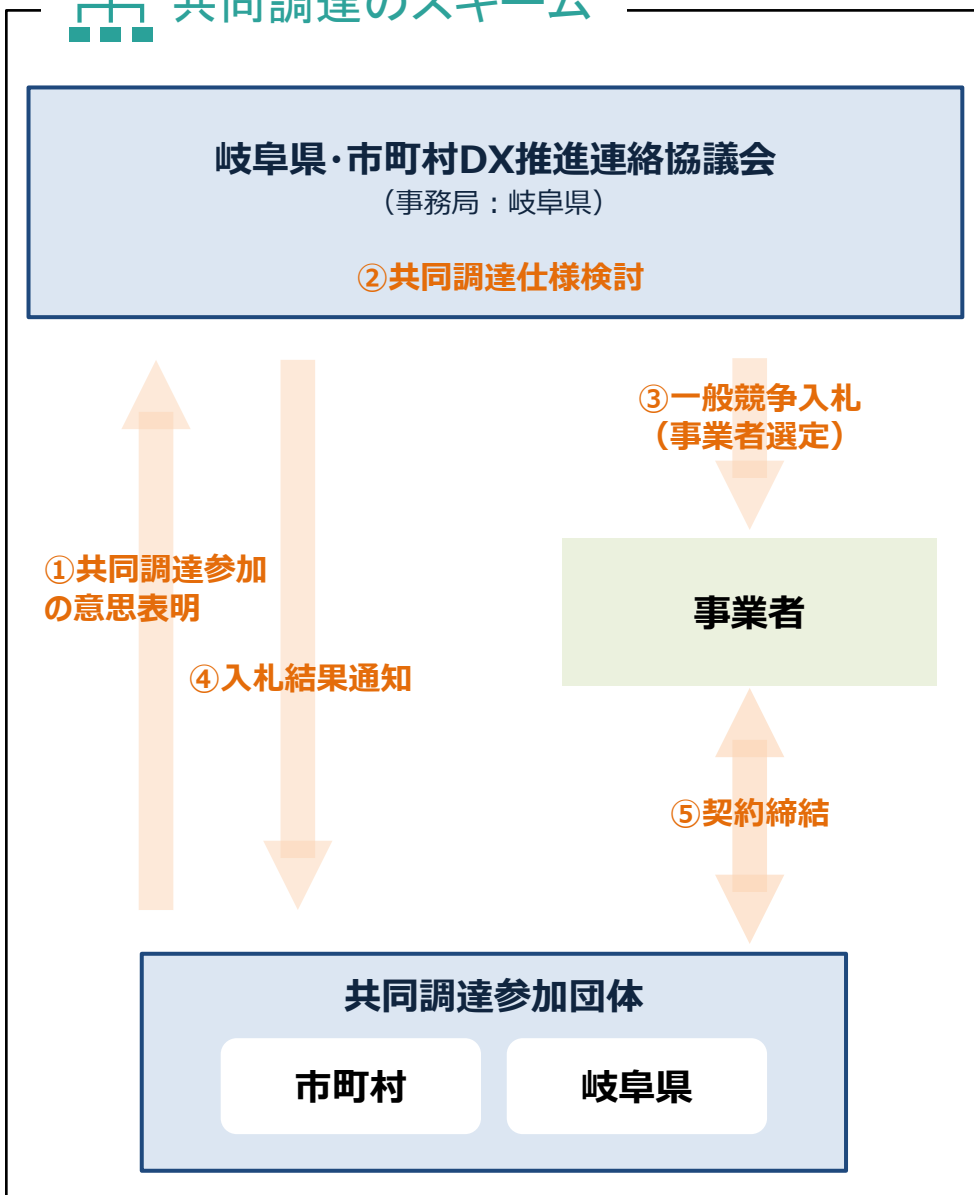 共同調達のスキーム
岐阜県・市町村DX推進連絡協議会
（事務局：岐阜県）
②共同調達仕様検討
③一般競争入札
（事業者選定）
①共同調達参加
の意思表明
事業者
④入札結果通知
⑤契約締結
共同調達参加団体
市町村
岐阜県